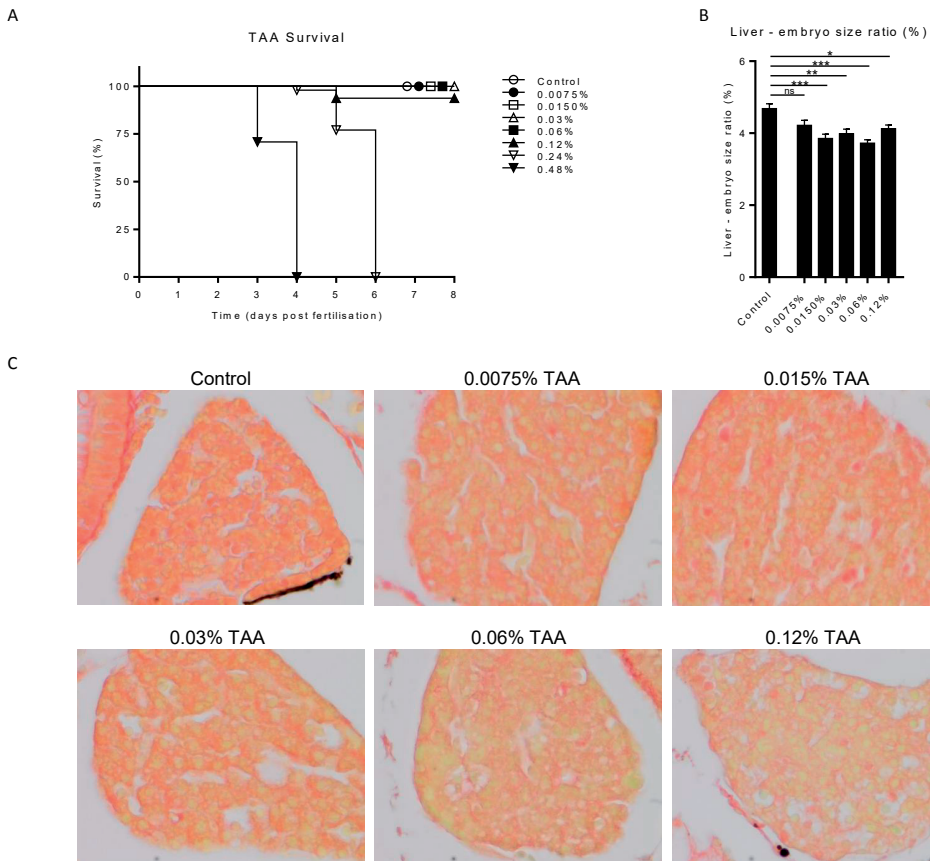 A
TAA Survival
Survival (%)
100
75
50
25
0
0 1 2 3 4 5 6 7 8
Time (days post fertilisation)
Control
0.0075%
0.0150%
0.03%
0.06%
0.12%
0.24%
0.48%
B
Liver - embryo size ratio (%)
Liver - embryo size ratio (%)
6
4
2
0
*
***
**
***
ns
Control 0.0075% 0.0150% 0.03% 0.06% 0.12%
C
Control 0.0075% TAA 0.015% TAA
0.03% TAA 0.06% TAA 0.12% TAA